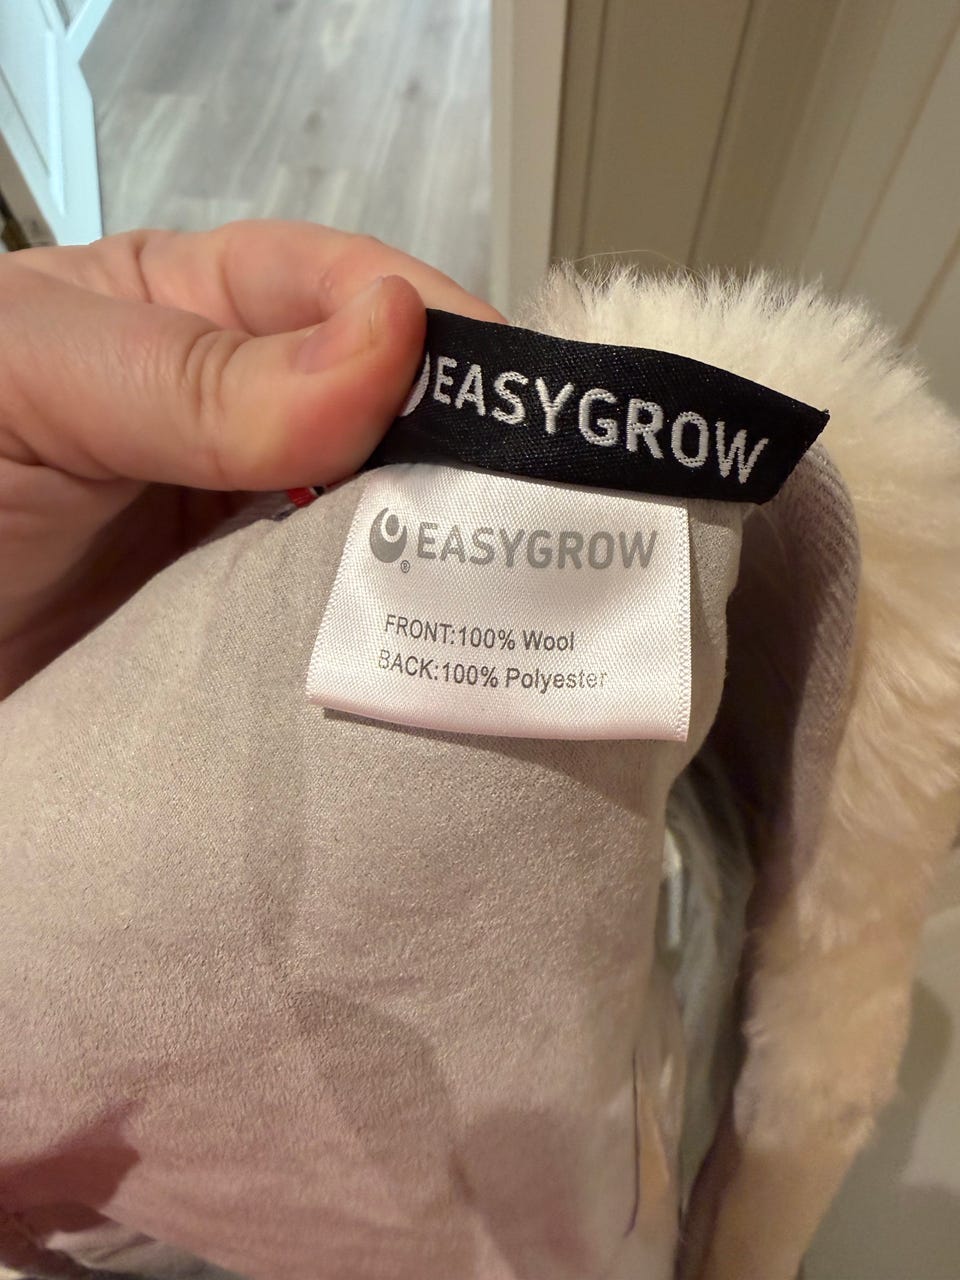 EASYGROW
EASYGROW
®
FRONT:100% Wool
BACK:100% Polyester